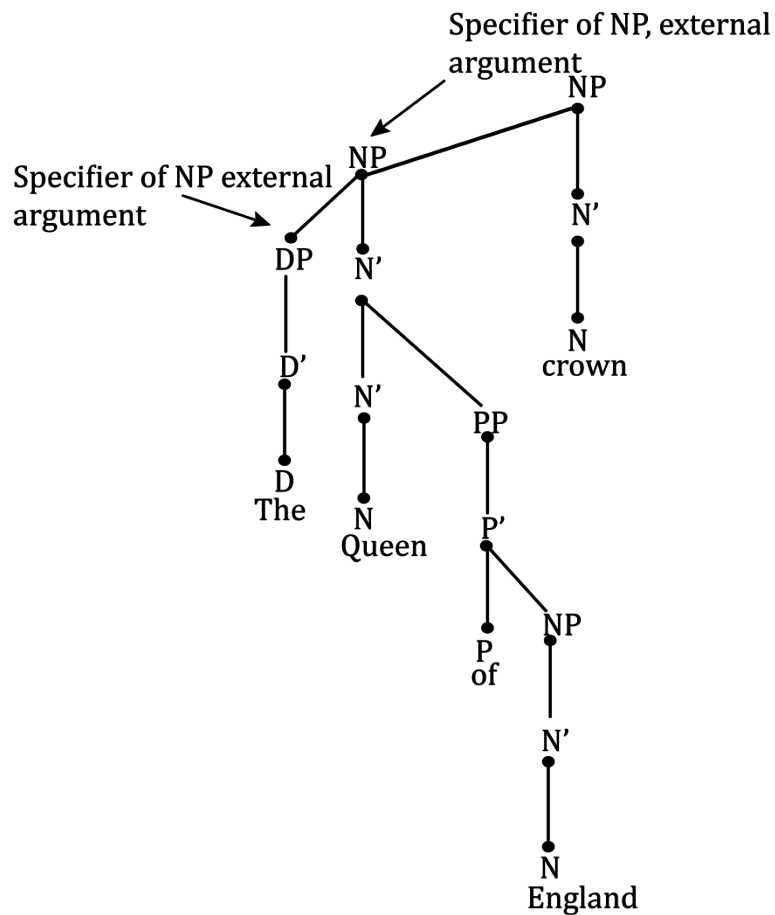 Specifier of NP, external
argument
NP
NP
Specifier of NP external
argument
DP
N’
N’
D’
N
crown
N’
PP
D
The
N
Queen
P’
P
of
NP
N’
N
England